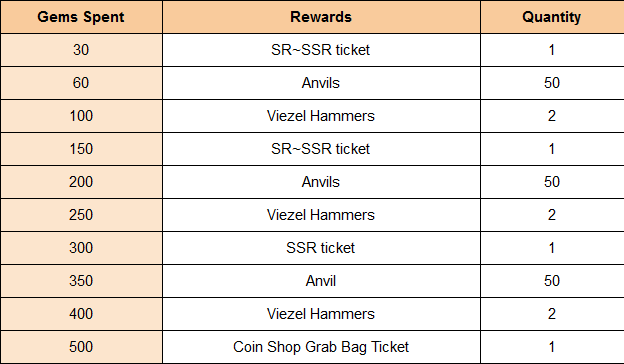 Gems Spent Rewards Quantity
30 SR~SSR ticket 1
60 Anvils 50
100 Viezel Hammers 2
150 SR~SSR ticket 1
200 Anvils 50
250 Viezel Hammers 2
300 SSR ticket 1
350 Anvil 50
400 Viezel Hammers 2
500 Coin Shop Grab Bag Ticket 1